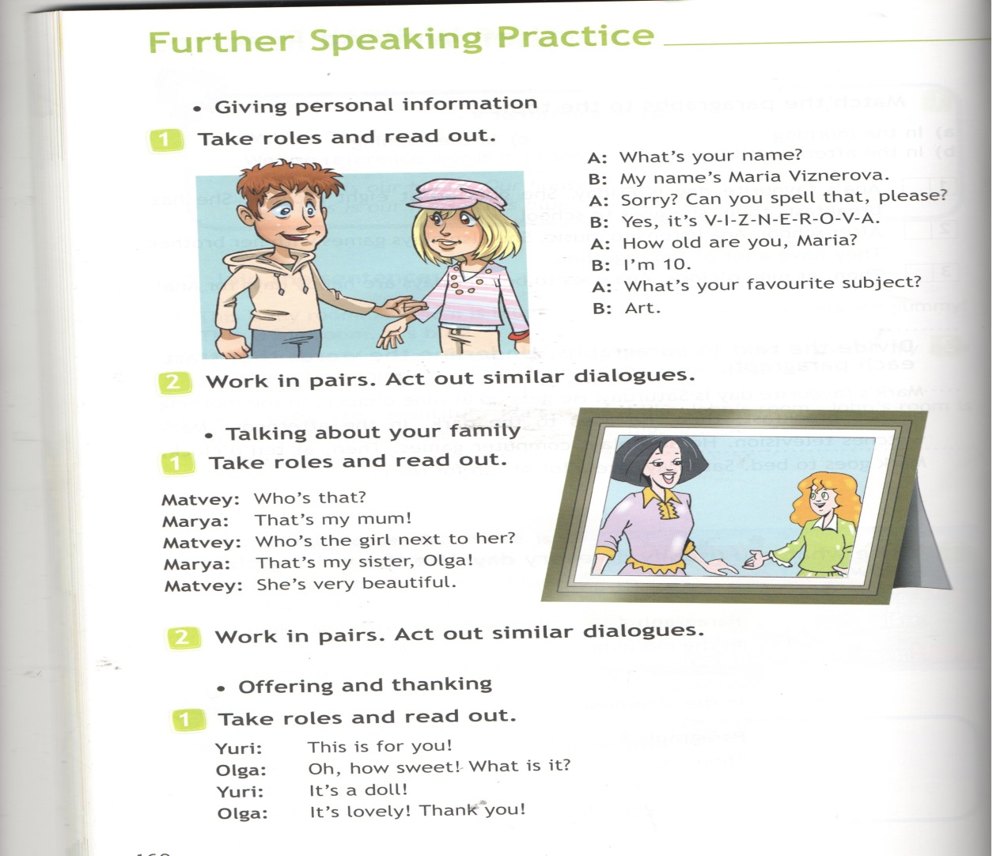 Further Speaking Practice
• Giving personal information
1 Take roles and read out.
A: What's your name?
B: My name's Maria Viznerova.
A: Sorry? Can you spell that, please?
B: Yes, it's V-I-Z-N-E-R-O-V-A.
A: How old are you, Maria?
B: I'm 10.
A: What's your favourite subject?
B: Art.
2 Work in pairs. Act out similar dialogues.
• Talking about your family
1 Take roles and read out.
Matvey: Who's that?
Marya: That's my mum!
Matvey: Who's the girl next to her?
Marya: That's my sister, Olga!
Matvey: She's very beautiful.
2 Work in pairs. Act out similar dialogues.
• Offering and thanking
1 Take roles and read out.
Yuri: This is for you!
Olga: Oh, how sweet! What is it?
Yuri: It's a doll!
Olga: It's lovely! Thank you!